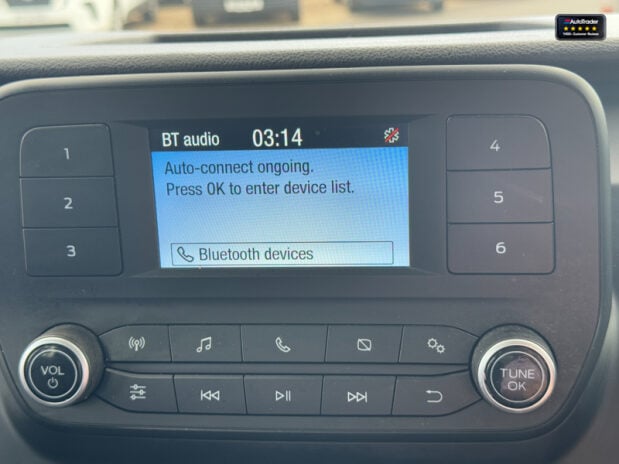 AutoTrader
BT audio 03:14
Auto-connect ongoing.
Press OK to enter device list.
Bluetooth devices
1
2
3
4
5
6
VOL
TUNE
OK